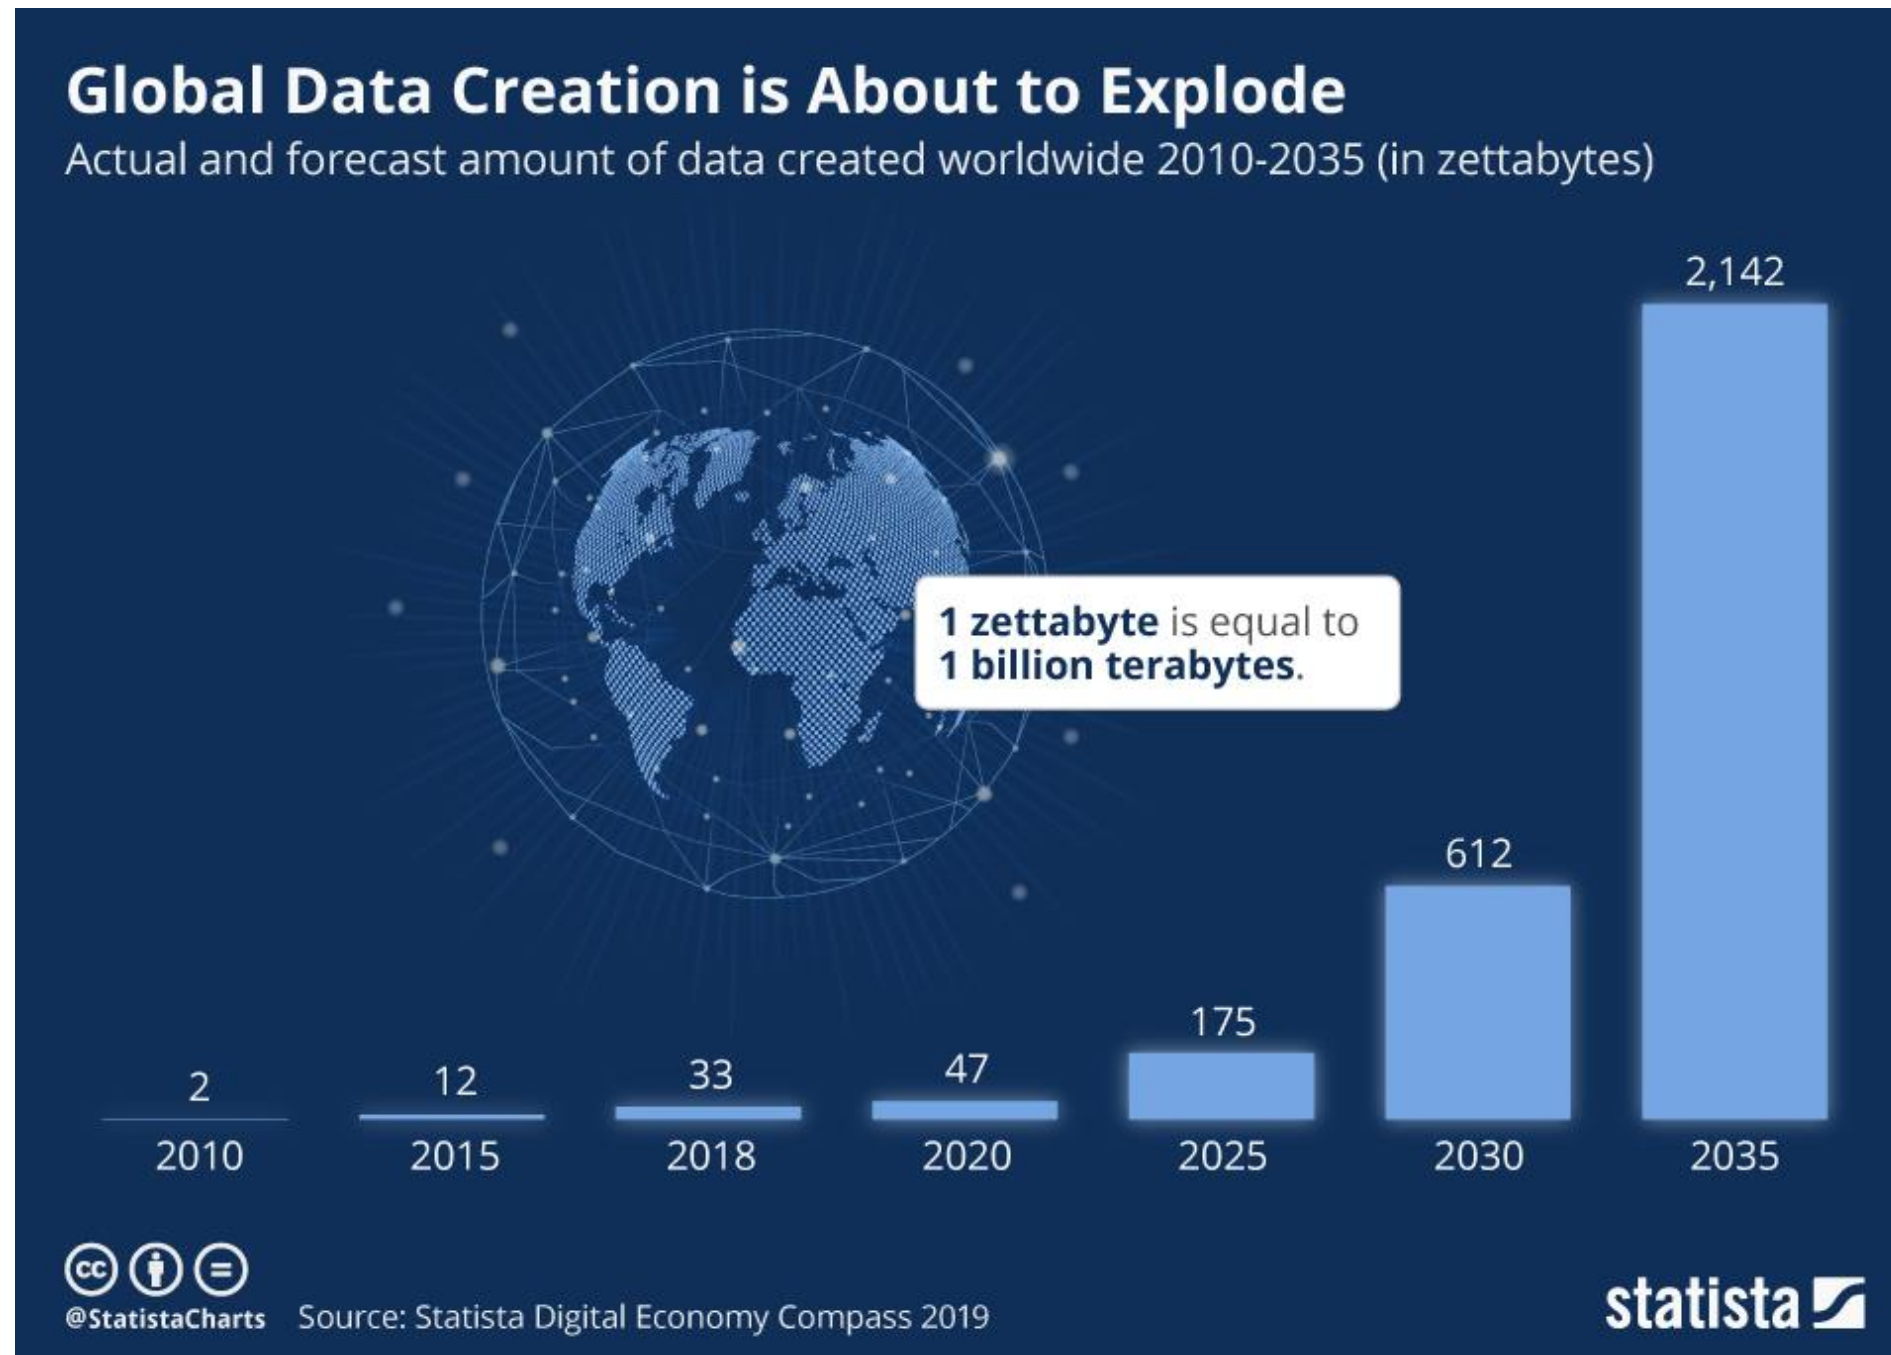 Global Data Creation is About to Explode
Actual and forecast amount of data created worldwide 2010-2035 (in zettabytes)
2,142
1 zettabyte is equal to
1 billion terabytes.
612
175
47
33
12
2
2010 2015 2018 2020 2025 2030 2035
cc
@StatistaCharts Source: Statista Digital Economy Compass 2019
statista